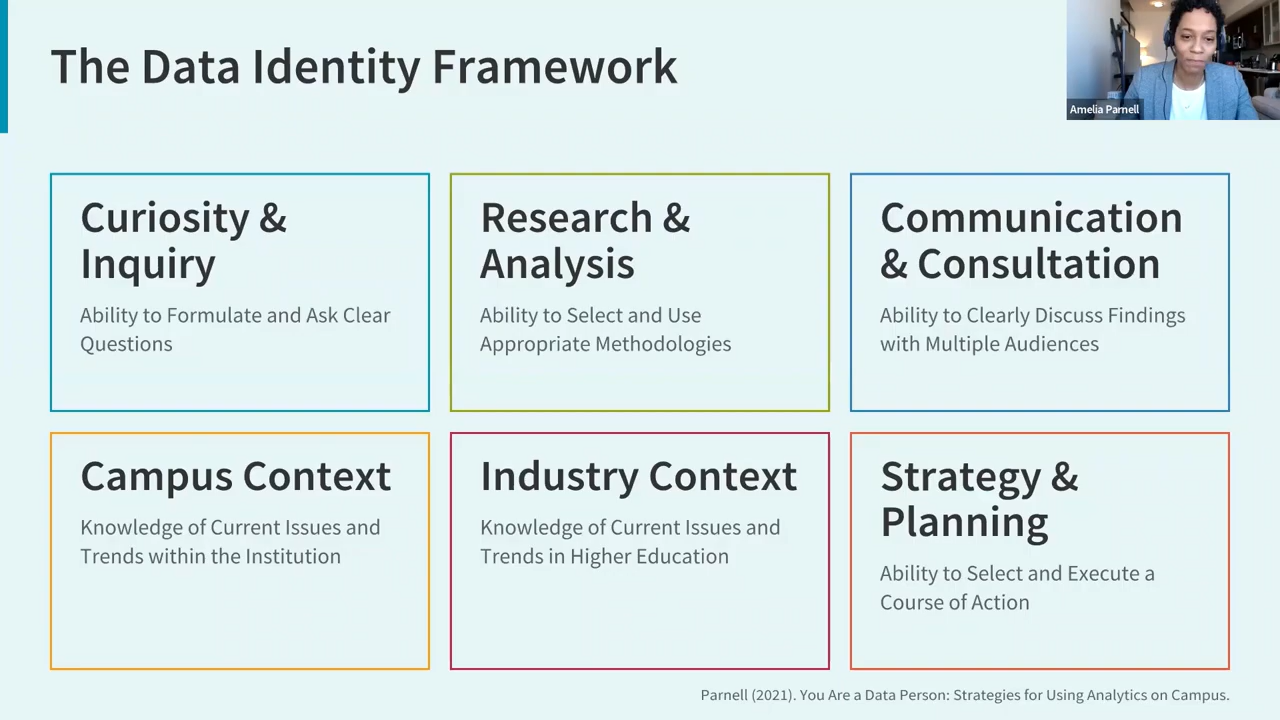 The Data Identity Framework
Amelia Parnell
Curiosity &
Inquiry
Ability to Formulate and Ask Clear
Questions
Research &
Analysis
Ability to Select and Use
Appropriate Methodologies
Communication
& Consultation
Ability to Clearly Discuss Findings
with Multiple Audiences
Campus Context
Knowledge of Current Issues and
Trends within the Institution
Industry Context
Knowledge of Current Issues and
Trends in Higher Education
Strategy &
Planning
Ability to Select and Execute a
Course of Action
Parnell (2021). You Are a Data Person: Strategies for Using Analytics on Campus.